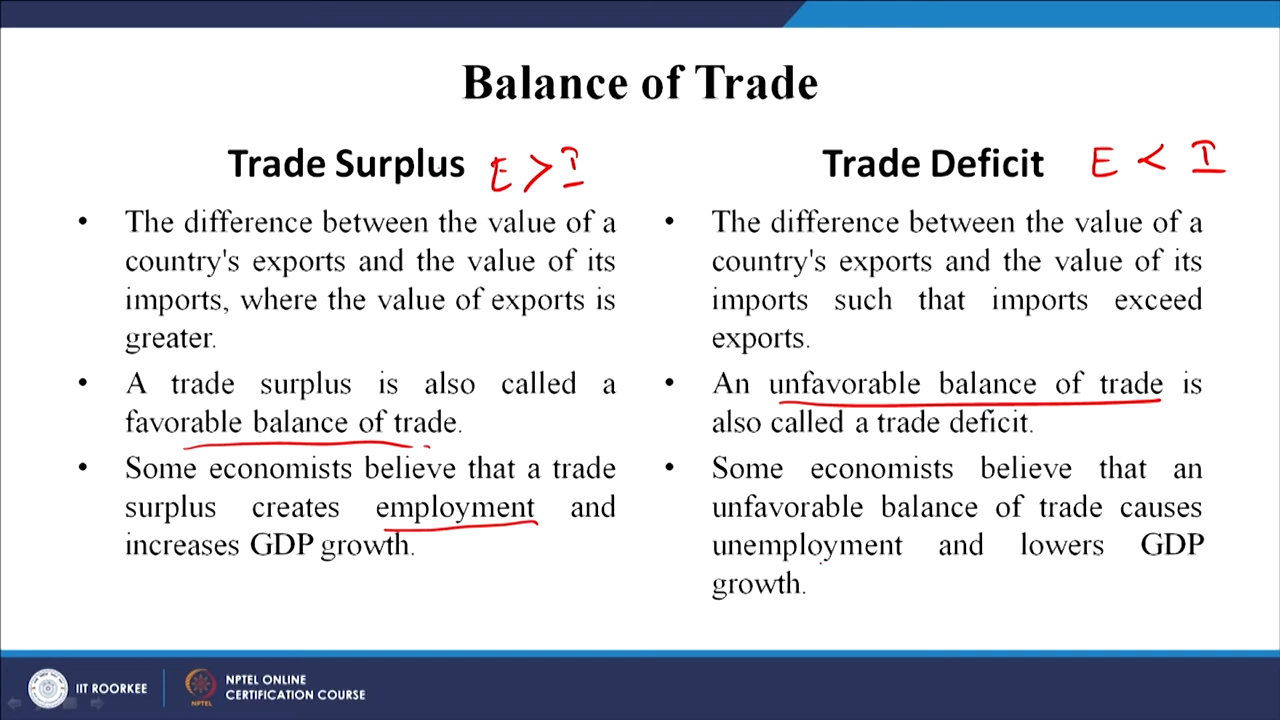 Balance of Trade
Trade Surplus E > I
• The difference between the value of a
country's exports and the value of its
imports, where the value of exports is
greater.
• A trade surplus is also called a
favorable balance of trade.
• Some economists believe that a trade
surplus creates employment and
increases GDP growth.
Trade Deficit E < I
• The difference between the value of a
country's exports and the value of its
imports such that imports exceed
exports.
• An unfavorable balance of trade is
also called a trade deficit.
• Some economists believe that an
unfavorable balance of trade causes
unemployment and lowers GDP
growth.
IIT ROORKEE
NPTEL
NPTEL ONLINE
CERTIFICATION COURSE